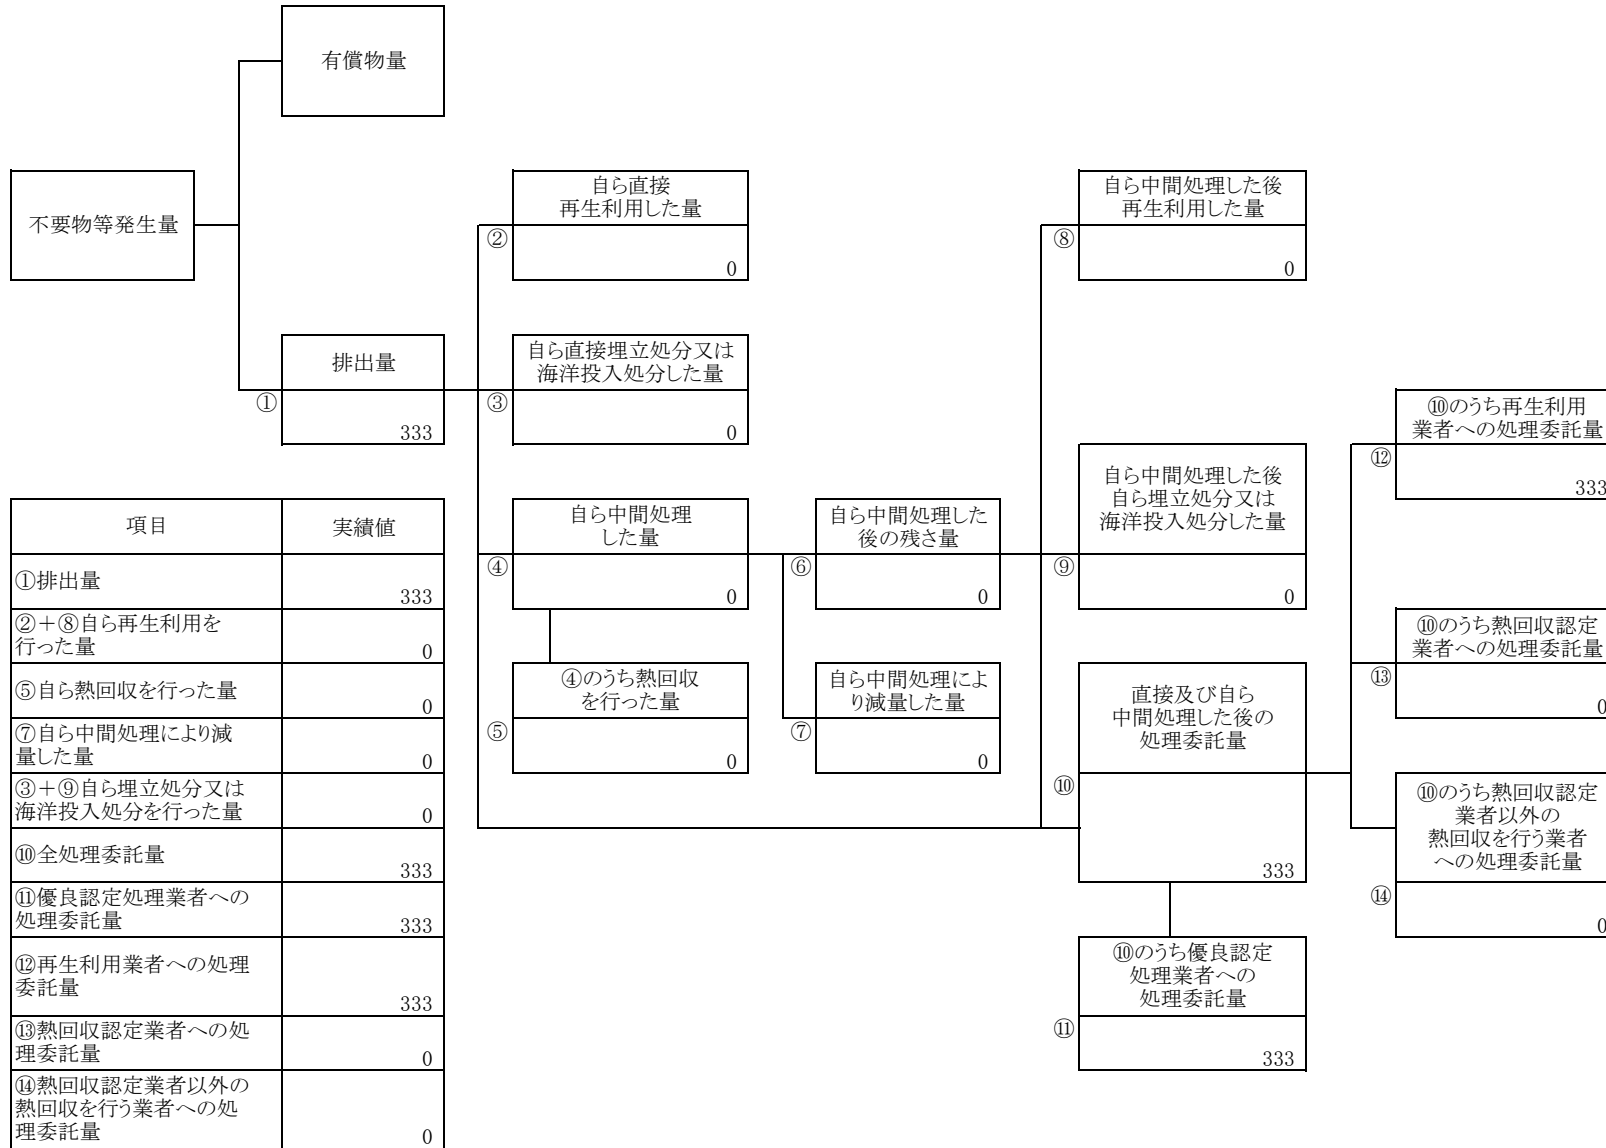 有償物量
不要物等発生量
自ら直接
再生利用した量
②
0
自ら中間処理した後
再生利用した量
⑧
0
排出量
①
333
自ら直接埋立処分又は
海洋投入処分した量
③
0
⑩のうち再生利用
業者への処理委託量
⑫
333
自ら中間処理
した量
④
0
自ら中間処理した
後の残さ量
⑥
0
自ら中間処理した後
自ら埋立処分又は
海洋投入処分した量
⑨
0
⑩のうち熱回収認定
業者への処理委託量
⑬
0
④のうち熱回収
を行った量
⑤
0
自ら中間処理によ
り減量した量
⑦
0
直接及び自ら
中間処理した後の
処理委託量
⑩
333
⑩のうち熱回収認定
業者以外の
熱回収を行う業者
への処理委託量
⑭
0
⑩のうち優良認定
処理業者への
処理委託量
⑪
333
項目 実績値
①排出量 333
②+⑧自ら再生利用を
行った量 0
⑤自ら熱回収を行った量 0
⑦自ら中間処理により減
量した量 0
③+⑨自ら埋立処分又は
海洋投入処分を行った量 0
⑩全処理委託量 333
⑪優良認定処理業者への
処理委託量 333
⑫再生利用業者への処理
委託量 333
⑬熱回収認定業者への処
理委託量 0
⑭熱回収認定業者以外の
熱回収を行う業者への処
理委託量 0